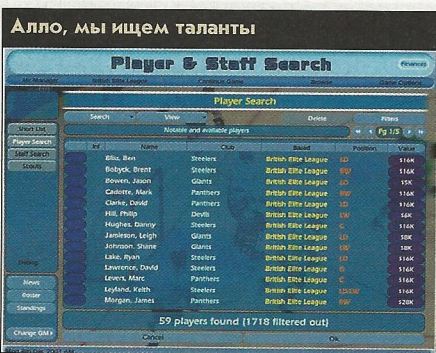 Алло, мы ищем таланты
Player & Staff Search
Finances
British Elite League Continue Game Browse Game Options
Player Search
Search View Delete Filters
Short List
Notable and available players Pg 1/5
Player Search
Staff Search
Scouts
Int Name Club Based Position Value
Ellis, Ben Steelers British Elite League LD $16K
Bobyck, Brent Steelers British Elite League RW $16K
Bowen, Jason Giants British Elite League LD $5K
Cadotte, Mark Panthers British Elite League RW $16K
Clarke, David Panthers British Elite League LD $16K
Hill, Philip Devils British Elite League LW $6K
Hughes, Danny Steelers British Elite League C $16K
Jamieson, Leigh Giants British Elite League LD $8K
Johnson, Shane Giants British Elite League LW $8K
Lake, Ryan Steelers British Elite League LD $16K
Lawrence, David Steelers British Elite League $16K
Levers, Marc Panthers British Elite League C $16K
Leyland, Keith Steelers British Elite League $16K
Morgan, James Panthers British Elite League RW $28K
News
Roster
Standings
59 players found (1718 filtered out)
Change GM
Cancel Ok